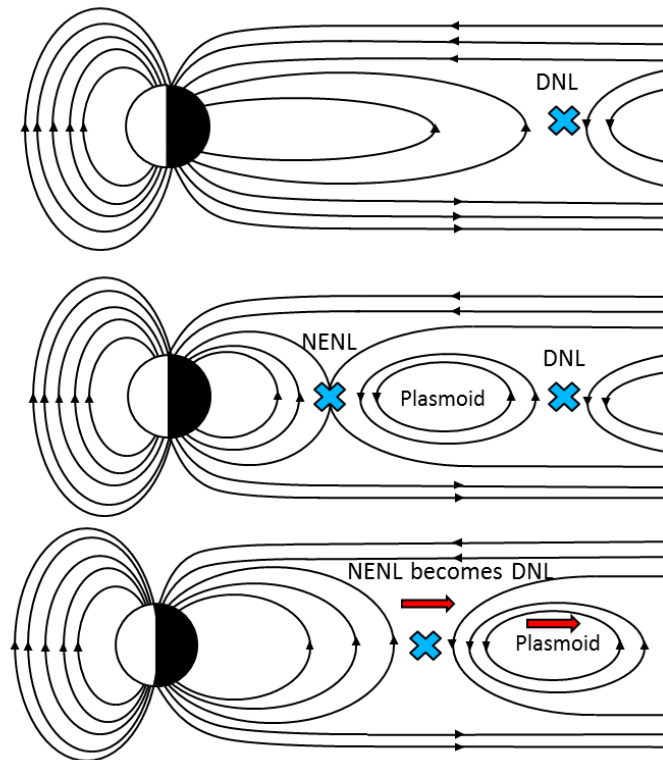 DNL
NENL
DNL
Plasmoid
NENL becomes DNL
Plasmoid